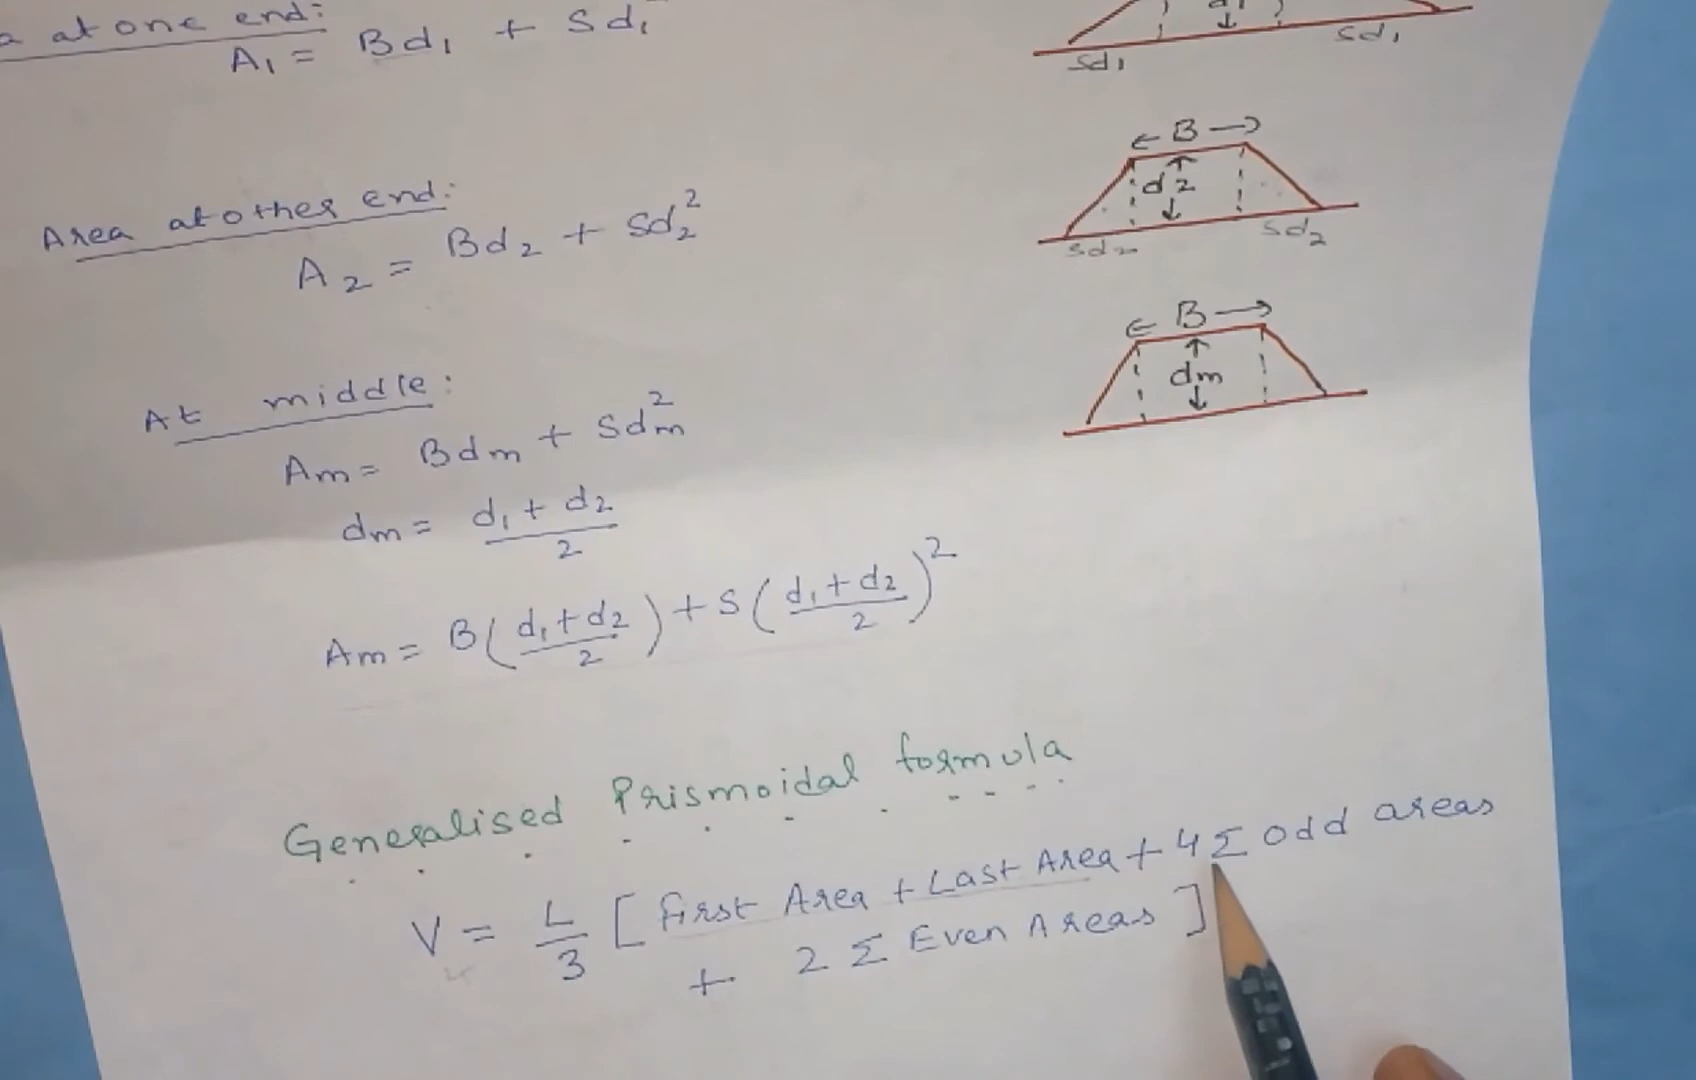 a at one end:
A₁ = Bd₁ + Sd₁
d₁
Sd₁ Sd₁
Area at other end:
A₂ = Bd₂ + Sd₂²
← B →
d₂
Sd₂ Sd₂
At middle:
Am = Bdm + Sdm²
dm = (d₁ + d₂)/2
Am = B((d₁+d₂)/2) + S((d₁+d₂)/2)²
← B →
dm
Generalised Prismoidal formula
V = L/3 [First Area + Last Area + 4Σ odd areas
+ 2 Σ Even Areas]